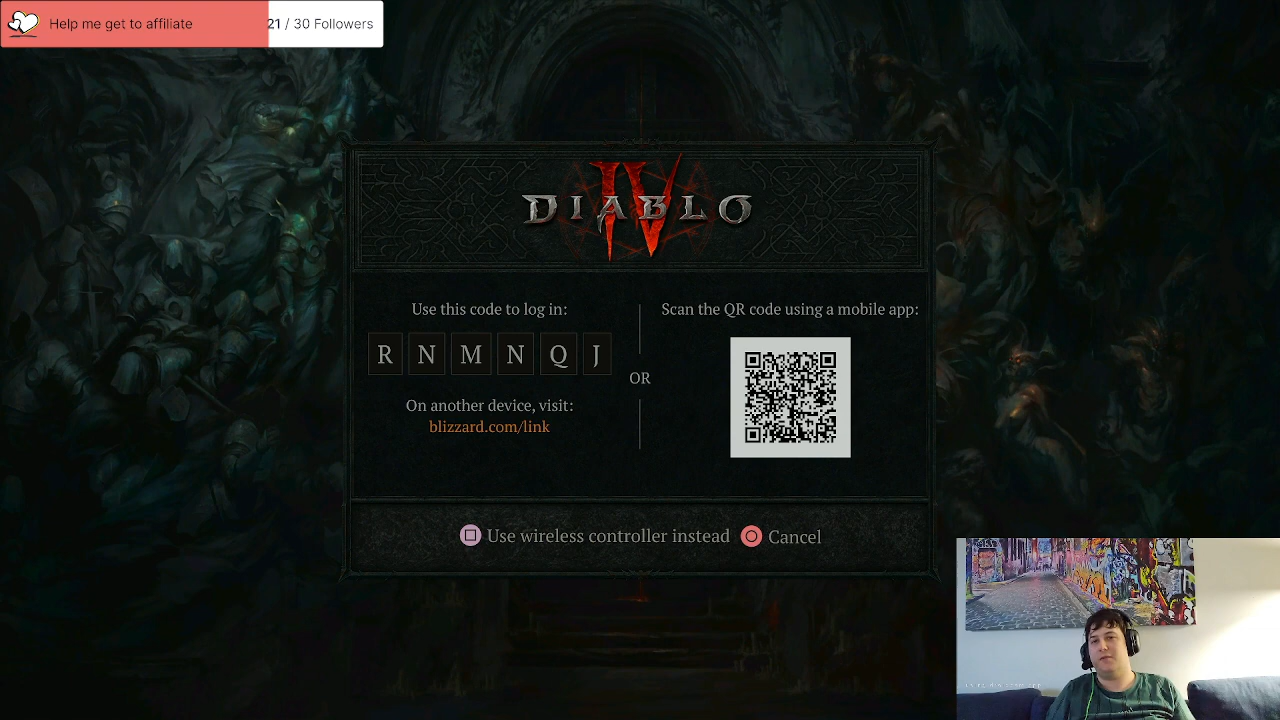 Help me get to affiliate
21 / 30 Followers
DIABLO
IV
Use this code to log in:
R N M N Q J
On another device, visit:
blizzard.com/link
OR
Scan the QR code using a mobile app:
Use wireless controller instead
Cancel